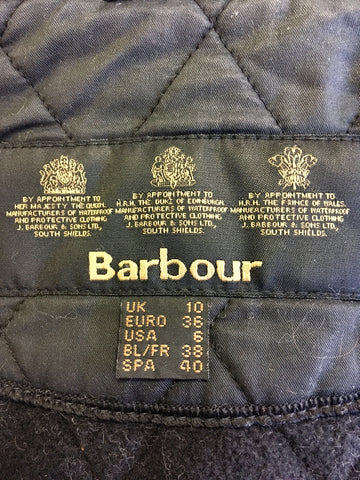 BY APPOINTMENT TO
HER MAJESTY THE QUEEN.
MANUFACTURERS OF WATERPROOF
AND PROTECTIVE CLOTHING
J. BARBOUR & SONS LTD.,
SOUTH SHIELDS.
BY APPOINTMENT TO
H.R.H. THE DUKE OF EDINBURGH.
MANUFACTURERS OF WATERPROOF
AND PROTECTIVE CLOTHING
J. BARBOUR & SONS LTD.,
SOUTH SHIELDS.
BY APPOINTMENT TO
H.R.H. THE PRINCE OF WALES.
MANUFACTURERS OF WATERPROOF
AND PROTECTIVE CLOTHING
J. BARBOUR & SONS LTD.,
SOUTH SHIELDS.
Barbour
UK 10
EURO 36
USA 6
BL/FR 38
SPA 40